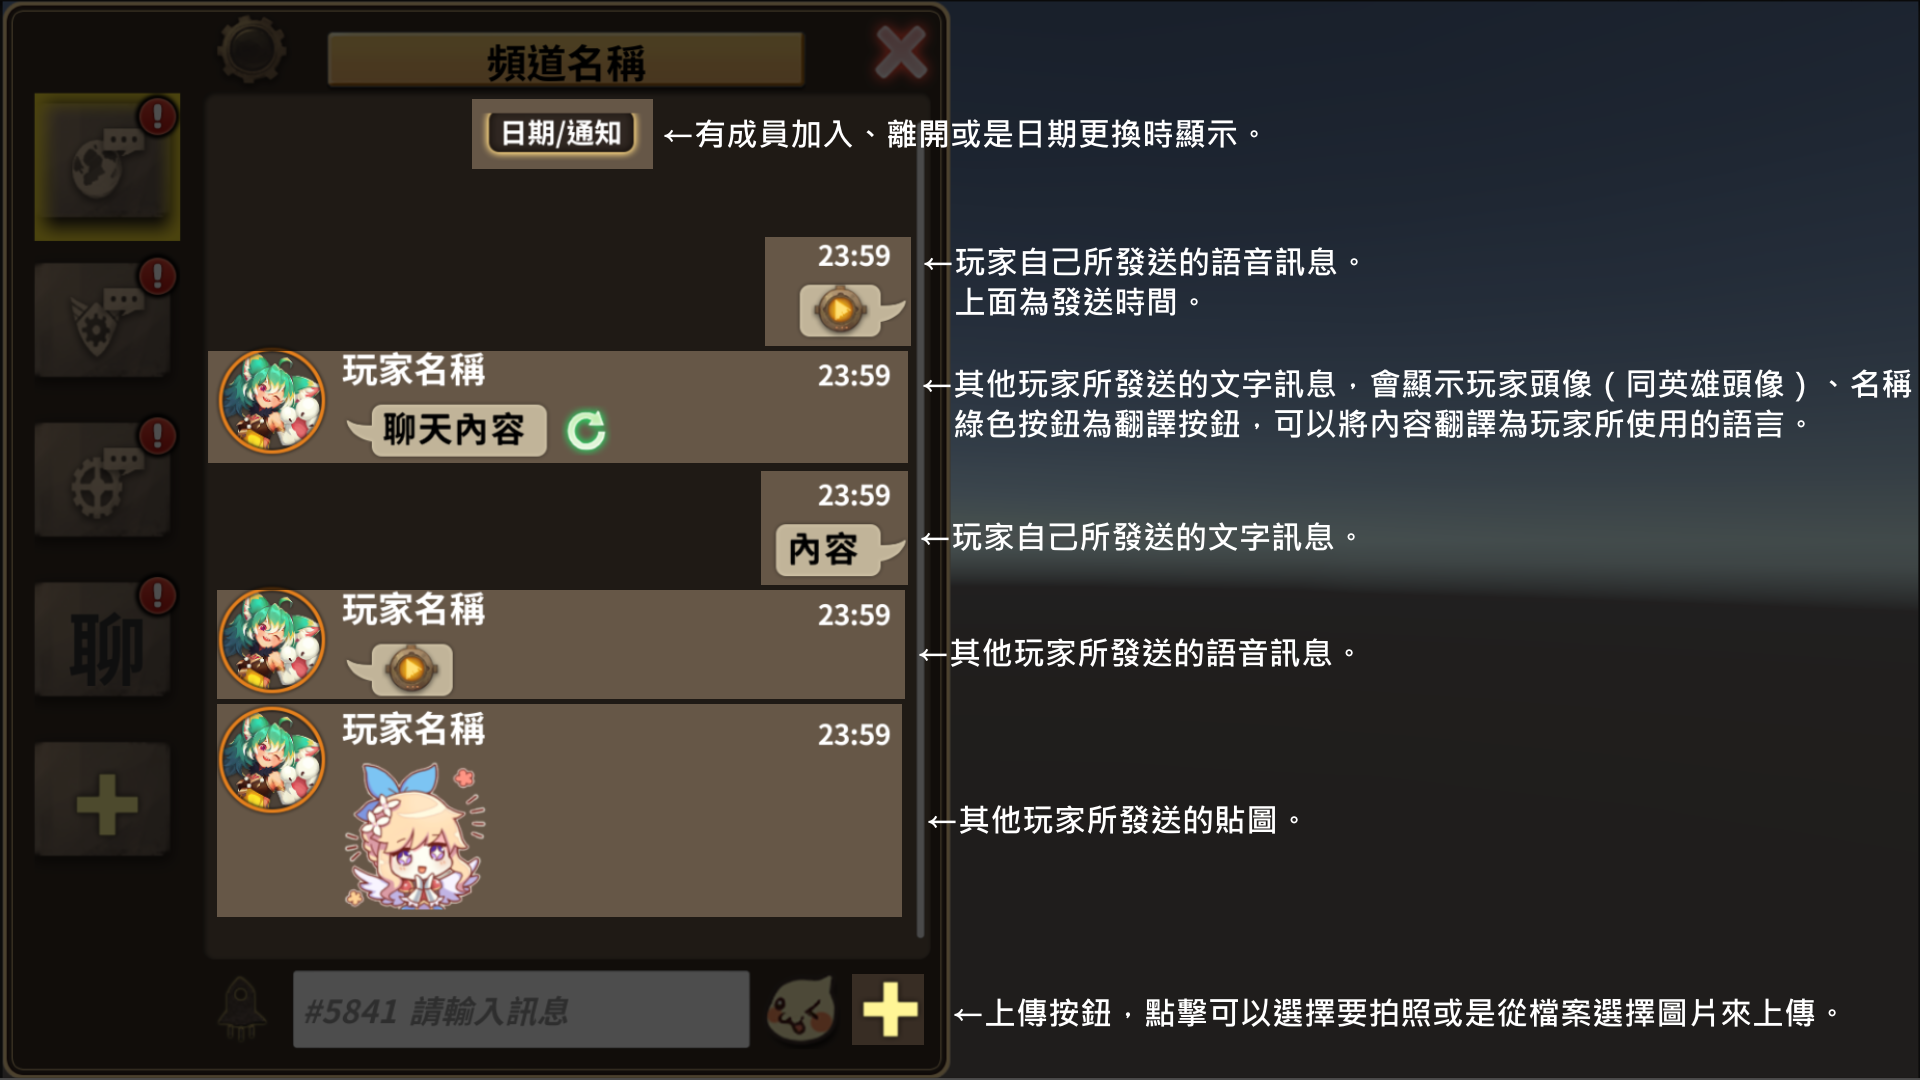 頻道名稱
日期/通知
←有成員加入、離開或是日期更換時顯示。
23:59
←玩家自己所發送的語音訊息。
上面為發送時間。
玩家名稱
23:59
聊天內容
←其他玩家所發送的文字訊息，會顯示玩家頭像（同英雄頭像）、名稱
綠色按鈕為翻譯按鈕，可以將內容翻譯為玩家所使用的語言。
23:59
內容
←玩家自己所發送的文字訊息。
聊
玩家名稱
23:59
←其他玩家所發送的語音訊息。
玩家名稱
23:59
←其他玩家所發送的貼圖。
#5841 請輸入訊息
←上傳按鈕，點擊可以選擇要拍照或是從檔案選擇圖片來上傳。